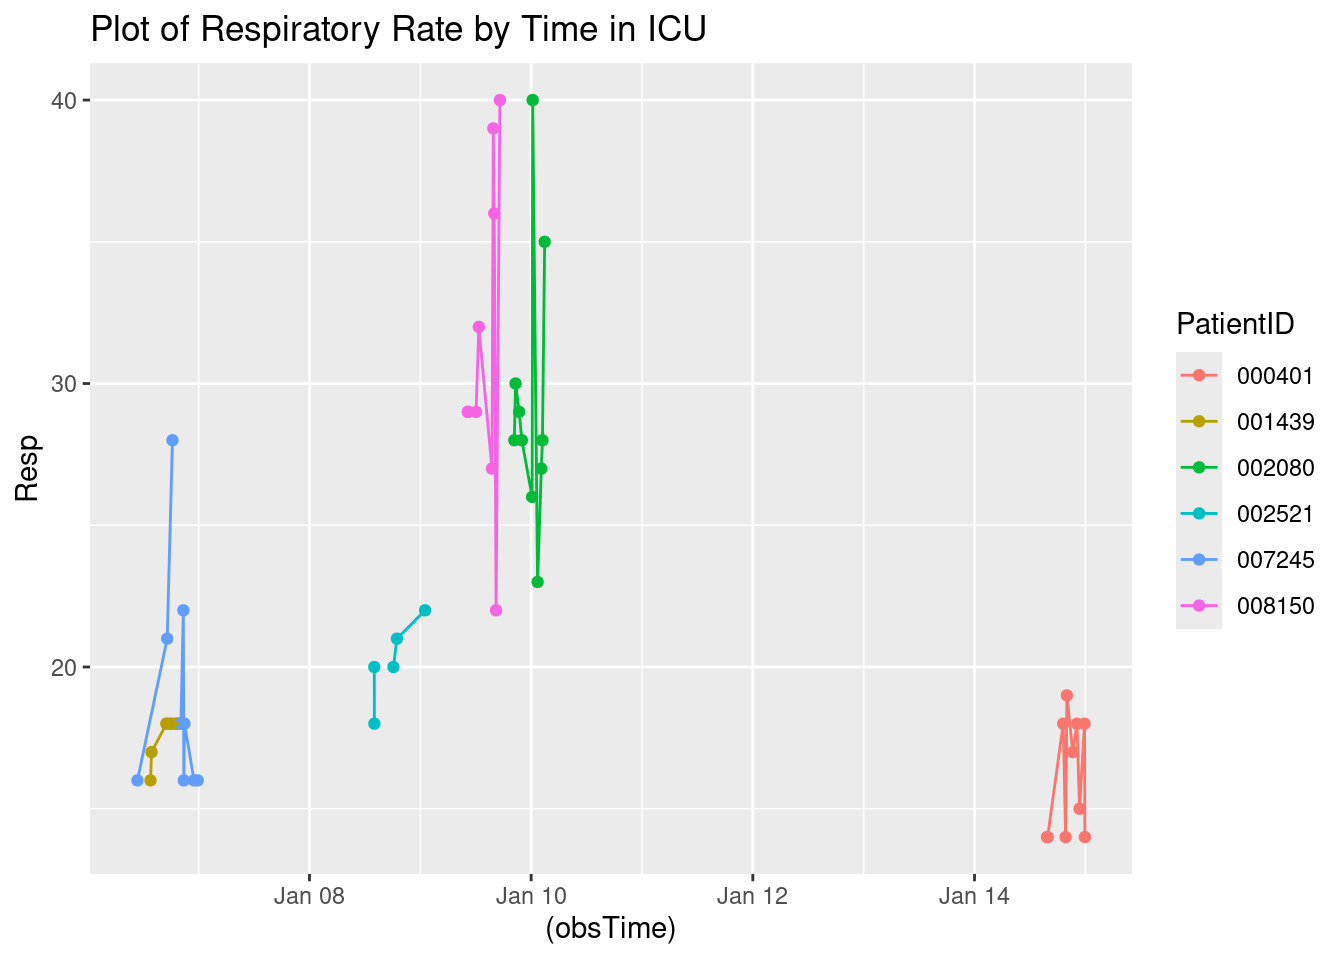 Plot of Respiratory Rate by Time in ICU
40
30
20
Resp
Jan 08
Jan 10
Jan 12
Jan 14
(obsTime)
PatientID
000401
001439
002080
002521
007245
008150